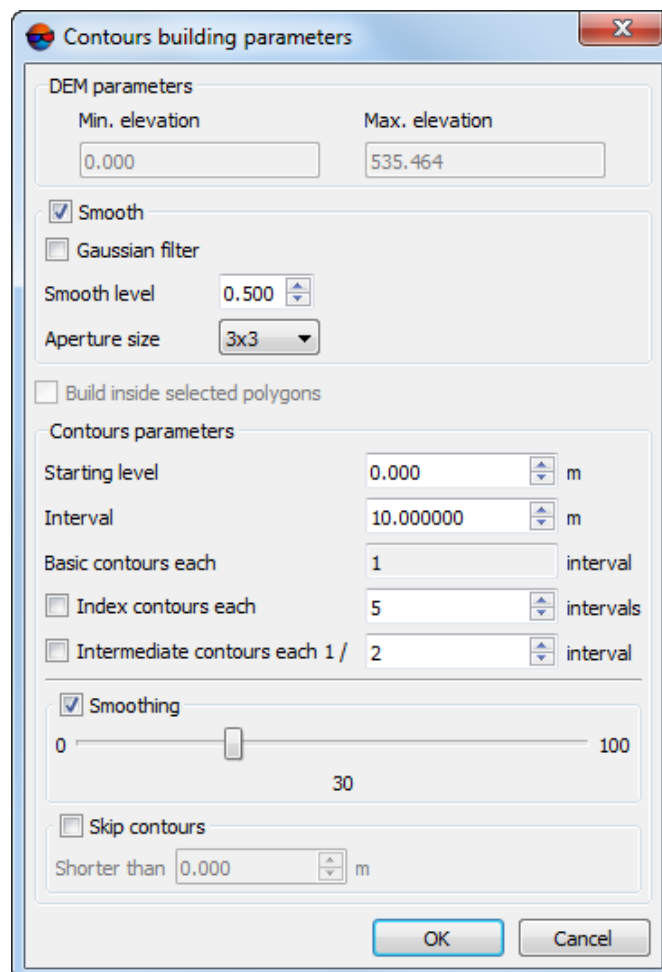 Contours building parameters
DEM parameters
Min. elevation Max. elevation
0.000 535.464
Smooth
Gaussian filter
Smooth level 0.500
Aperture size 3x3
Build inside selected polygons
Contours parameters
Starting level 0.000 m
Interval 10.000000 m
Basic contours each 1 interval
Index contours each 5 intervals
Intermediate contours each 1 / 2 interval
Smoothing
0 100
30
Skip contours
Shorter than 0.000 m
OK Cancel